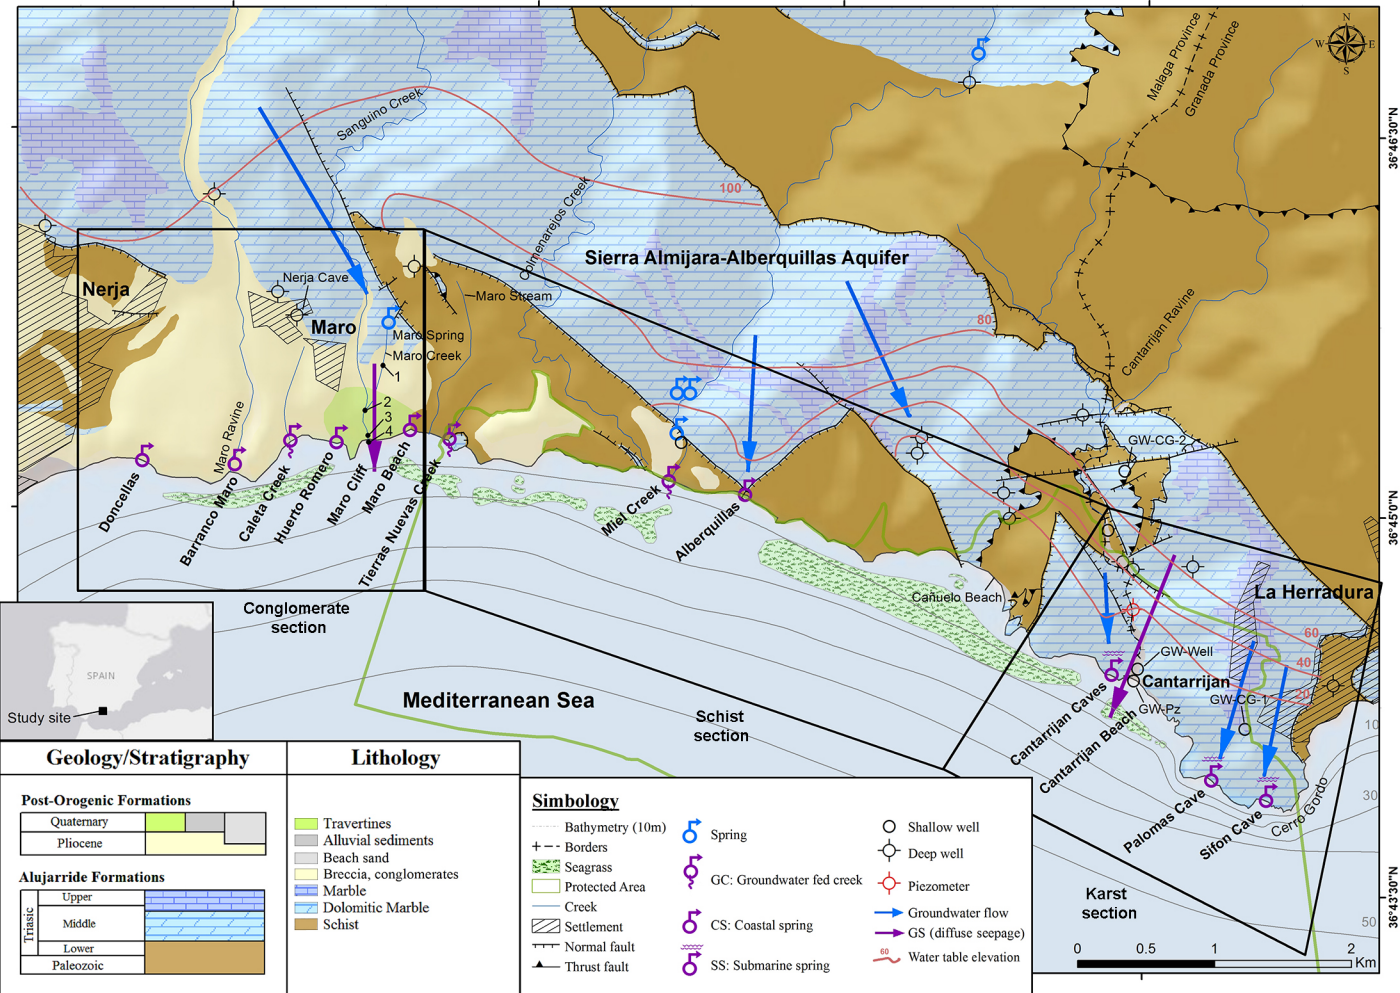 N
W
E
S
Malaga Province
Granada Province
36°46'30"N
36°45'0"N
36°43'30"N
Sanguino Creek
100
Colmenarejos Creek
Sierra Almijara-Alberquillas Aquifer
Nerja
Nerja Cave
Maro
Maro Stream
Maro Spring
Maro Creek
1
2
3
4
80
Cantarrijan Ravine
Maro Ravine
GW-CG-2
Doncellas
Barranco Maro
Caleta Creek
Huerto Romero
Maro Cliff
Maro Beach
Tierras Nuevas Creek
Miel Creek
Alberquillas
Cañuelo Beach
La Herradura
60
40
20
GW-Well
Cantarrijan
GW-Pz
GW-CG-1
Cantarrijan Caves
Cantarrijan Beach
Palomas Cave
Sifon Cave
Cerro Gordo
10
30
50
Conglomerate
section
Mediterranean Sea
Schist
section
Karst
section
SPAIN
Study site
0
0.5
1
2
Km
Geology/Stratigraphy
Post-Orogenic Formations
Quaternary
Pliocene
Alujarride Formations
Triasic
Upper
Middle
Lower
Paleozoic
Lithology
Travertines
Alluvial sediments
Beach sand
Breccia, conglomerates
Marble
Dolomitic Marble
Schist
Simbology
Bathymetry (10m)
Borders
Seagrass
Protected Area
Creek
Settlement
Normal fault
Thrust fault
Spring
GC: Groundwater fed creek
CS: Coastal spring
SS: Submarine spring
Shallow well
Deep well
Piezometer
Groundwater flow
GS (diffuse seepage)
60
Water table elevation